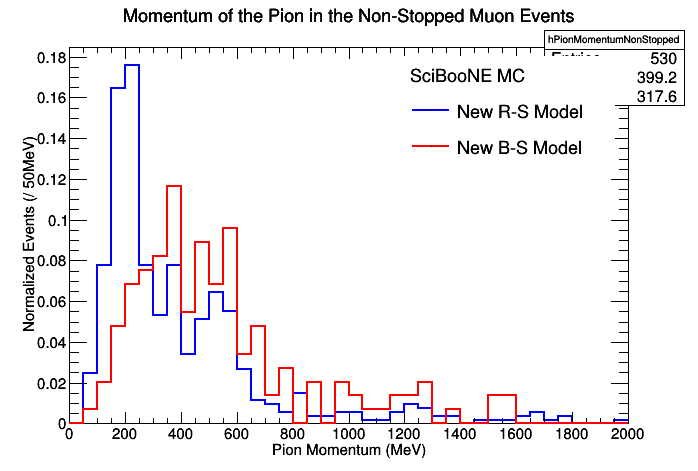 Momentum of the Pion in the Non-Stopped Muon Events
hPionMomentumNonStopped
530
399.2
317.6
SciBooNE MC
New R-S Model
New B-S Model
Normalized Events (/ 50MeV)
0.18
0.16
0.14
0.12
0.1
0.08
0.06
0.04
0.02
0
0 200 400 600 800 1000 1200 1400 1600 1800 2000
Pion Momentum (MeV)